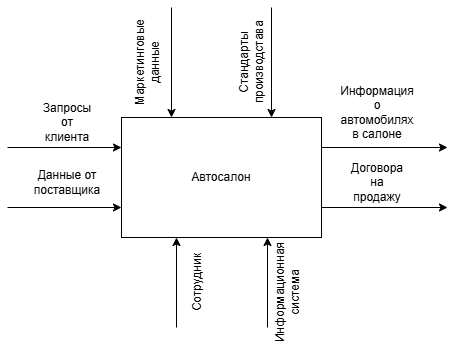 Маркетинговые
данные
Стандарты
производстава
Запросы
от
клиента
Информация
о
автомобилях
в салоне
Данные от
поставщика
Автосалон
Договора
на
продажу
Сотрудник
Информационная
система